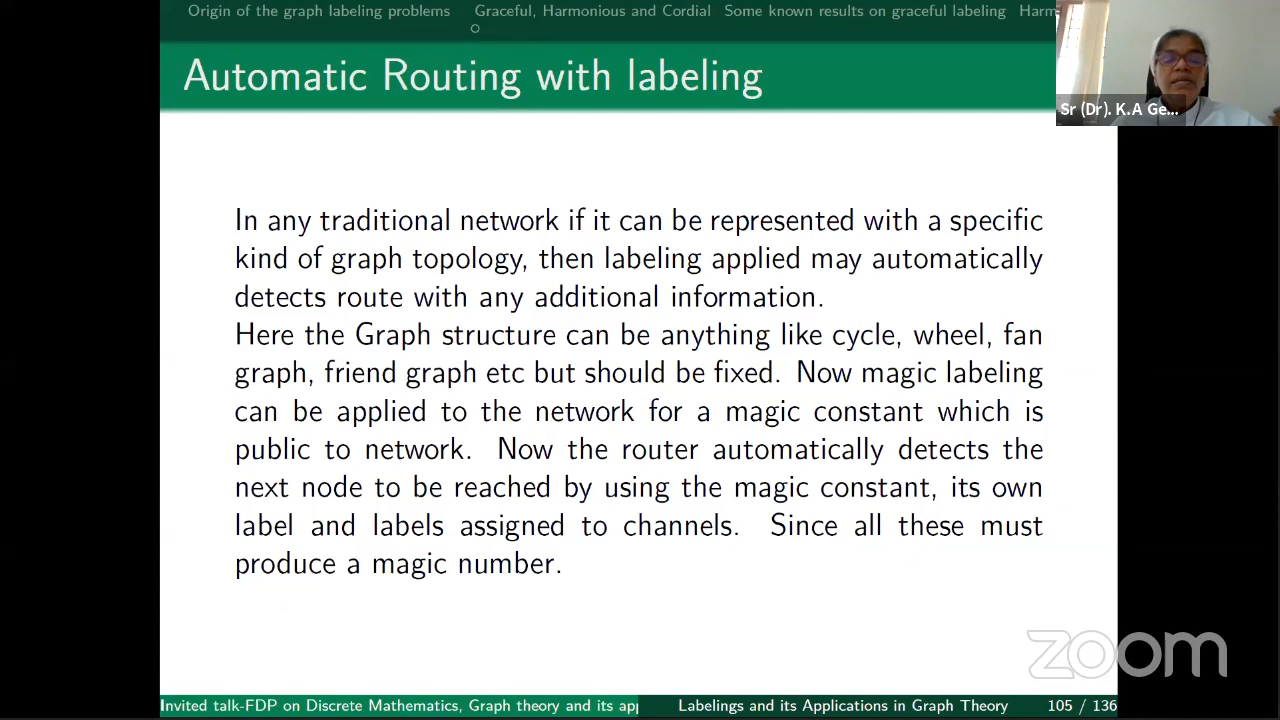 Origin of the graph labeling problems Graceful, Harmonious and Cordial Some known results on graceful labeling Harm
Automatic Routing with labeling
Sr (Dr). K.A Ge...
In any traditional network if it can be represented with a specific
kind of graph topology, then labeling applied may automatically
detects route with any additional information.
Here the Graph structure can be anything like cycle, wheel, fan
graph, friend graph etc but should be fixed. Now magic labeling
can be applied to the network for a magic constant which is
public to network. Now the router automatically detects the
next node to be reached by using the magic constant, its own
label and labels assigned to channels. Since all these must
produce a magic number.
zoom
Invited talk-FDP on Discrete Mathematics, Graph theory and its app Labelings and its Applications in Graph Theory 105 / 136